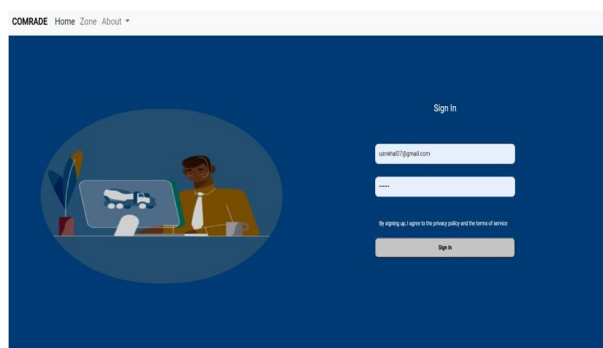 COMRADE Home Zone About
Sign In
usnehal07@gmail.com
······
By signing up, I agree to the privacy policy and the terms of service
Sign In